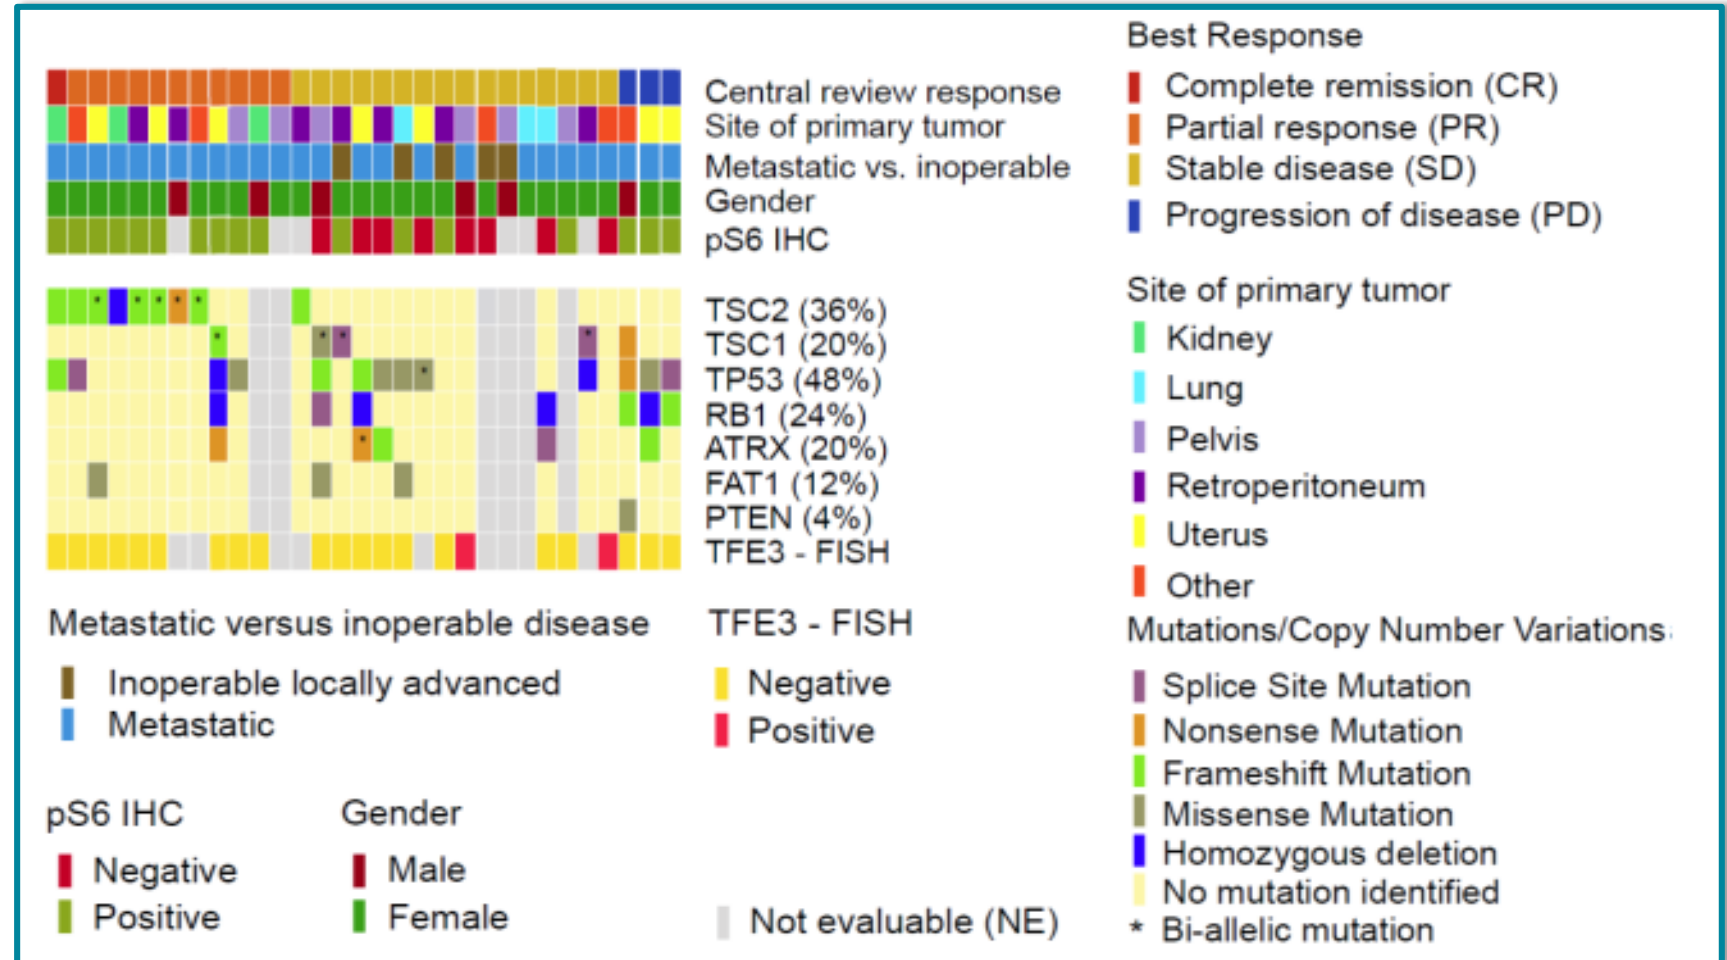 Central review response
Site of primary tumor
Metastatic vs. inoperable
Gender
pS6 IHC
TSC2 (36%)
TSC1 (20%)
TP53 (48%)
RB1 (24%)
ATRX (20%)
FAT1 (12%)
PTEN (4%)
TFE3 - FISH
Metastatic versus inoperable disease
Inoperable locally advanced
Metastatic
TFE3 - FISH
Negative
Positive
pS6 IHC
Negative
Positive
Gender
Male
Female
Not evaluable (NE)
Best Response
Complete remission (CR)
Partial response (PR)
Stable disease (SD)
Progression of disease (PD)
Site of primary tumor
Kidney
Lung
Pelvis
Retroperitoneum
Uterus
Other
Mutations/Copy Number Variations
Splice Site Mutation
Nonsense Mutation
Frameshift Mutation
Missense Mutation
Homozygous deletion
No mutation identified
* Bi-allelic mutation